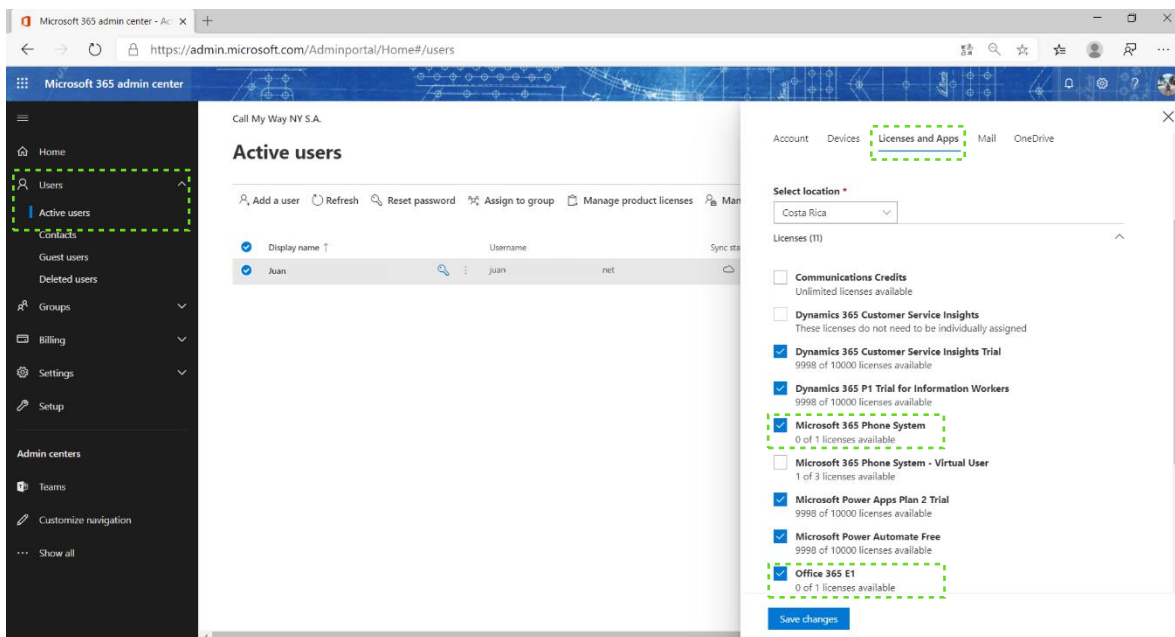 Microsoft 365 admin center - Ac
https://admin.microsoft.com/Adminportal/Home#/users
Microsoft 365 admin center
Home
Users
Active users
Contacts
Guest users
Deleted users
Groups
Billing
Settings
Setup
Admin centers
Teams
Customize navigation
Show all
Call My Way NY S.A.
Active users
Add a user Refresh Reset password Assign to group Manage product licenses Man
Display name ↑ Username Sync sta
Juan juan net
Account Devices Licenses and Apps Mail OneDrive
Select location *
Costa Rica
Licenses (11)
Communications Credits
Unlimited licenses available
Dynamics 365 Customer Service Insights
These licenses do not need to be individually assigned
Dynamics 365 Customer Service Insights Trial
9998 of 10000 licenses available
Dynamics 365 P1 Trial for Information Workers
9998 of 10000 licenses available
Microsoft 365 Phone System
0 of 1 licenses available
Microsoft 365 Phone System - Virtual User
1 of 3 licenses available
Microsoft Power Apps Plan 2 Trial
9998 of 10000 licenses available
Microsoft Power Automate Free
9998 of 10000 licenses available
Office 365 E1
0 of 1 licenses available
Save changes